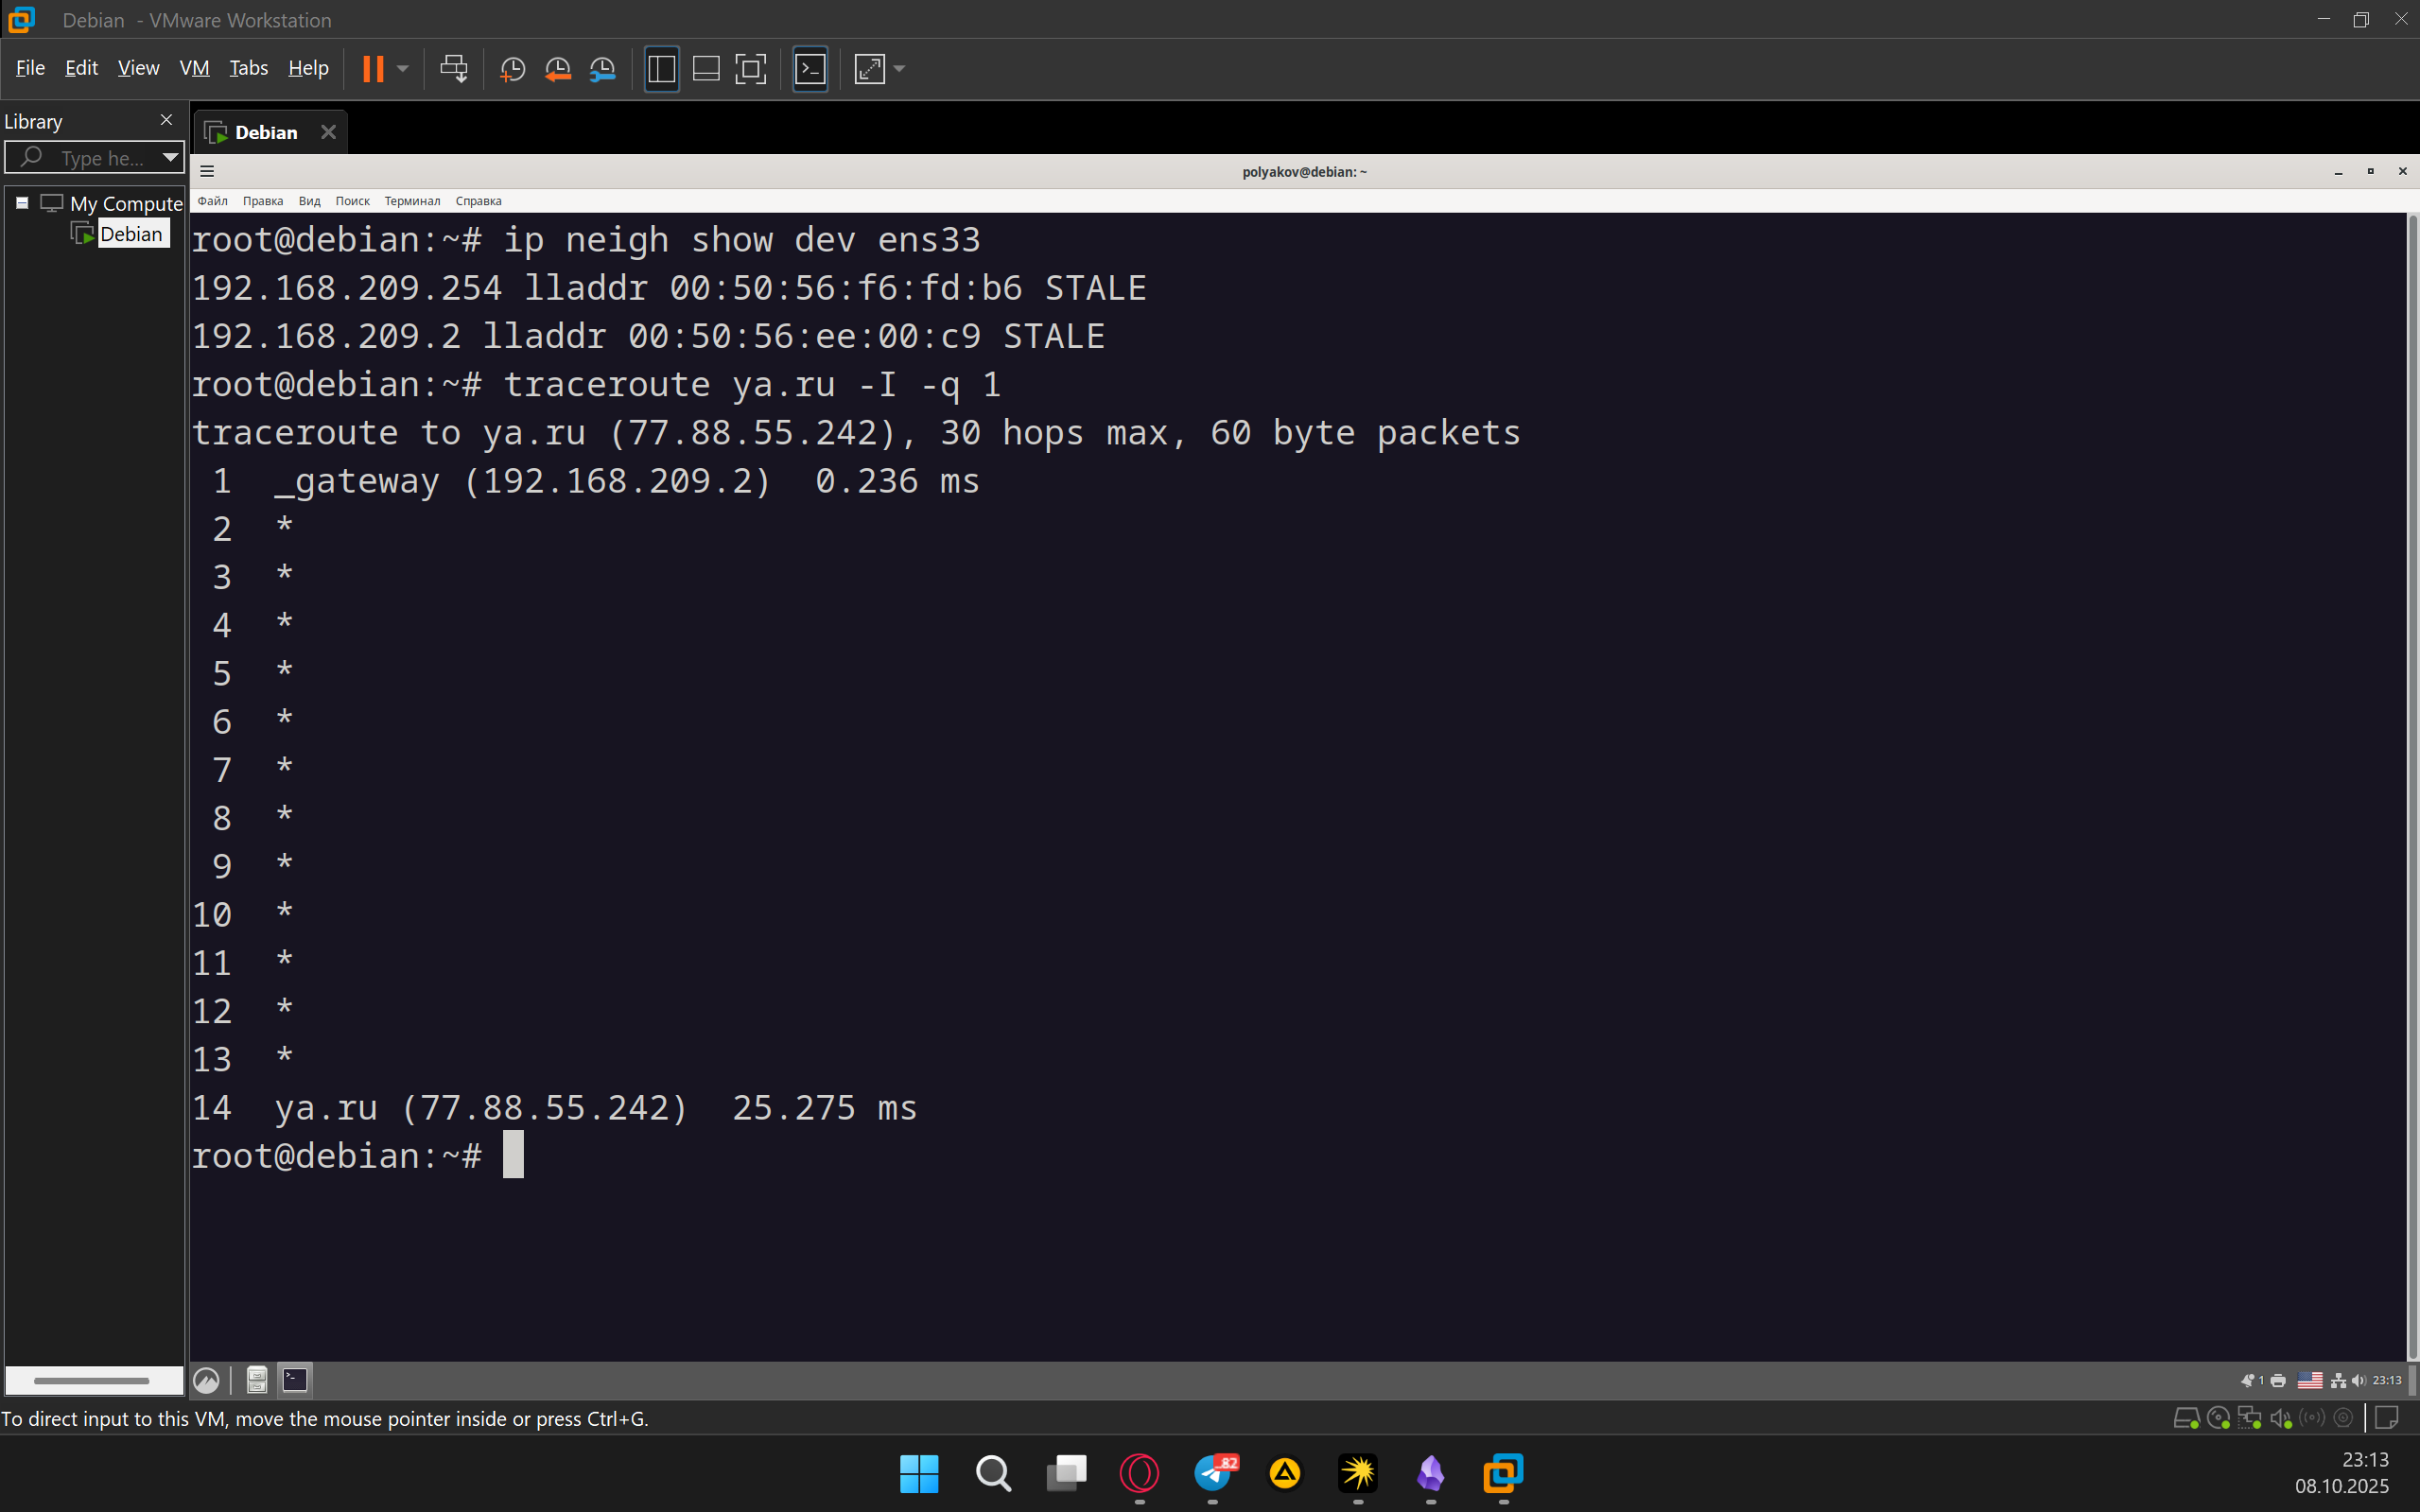 Debian - VMware Workstation
File Edit View VM Tabs Help
Library
Debian
Type he...
My Compute
Debian
polyakov@debian: ~
Файл Правка Вид Поиск Терминал Справка
root@debian:~# ip neigh show dev ens33
192.168.209.254 lladdr 00:50:56:f6:fd:b6 STALE
192.168.209.2 lladdr 00:50:56:ee:00:c9 STALE
root@debian:~# traceroute ya.ru -I -q 1
traceroute to ya.ru (77.88.55.242), 30 hops max, 60 byte packets
1 _gateway (192.168.209.2) 0.236 ms
2 *
3 *
4 *
5 *
6 *
7 *
8 *
9 *
10 *
11 *
12 *
13 *
14 ya.ru (77.88.55.242) 25.275 ms
root@debian:~#
1 23:13
To direct input to this VM, move the mouse pointer inside or press Ctrl+G.
82
23:13
08.10.2025